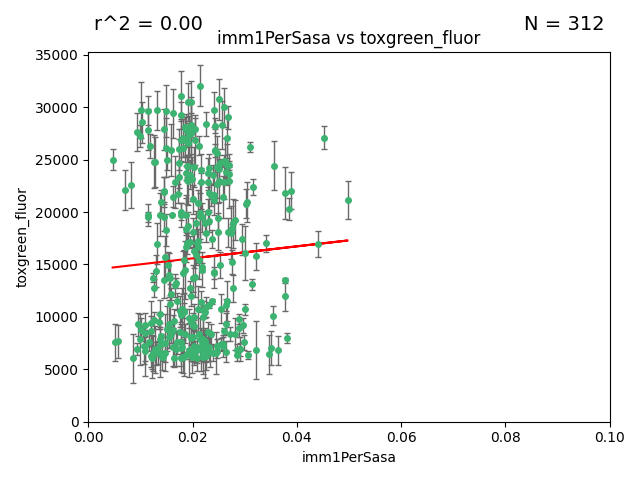 r^2 = 0.00
N = 312
imm1PerSasa vs toxgreen_fluor
35000
30000
25000
20000
15000
10000
5000
0
toxgreen_fluor
0.00
0.02
0.04
0.06
0.08
0.10
imm1PerSasa